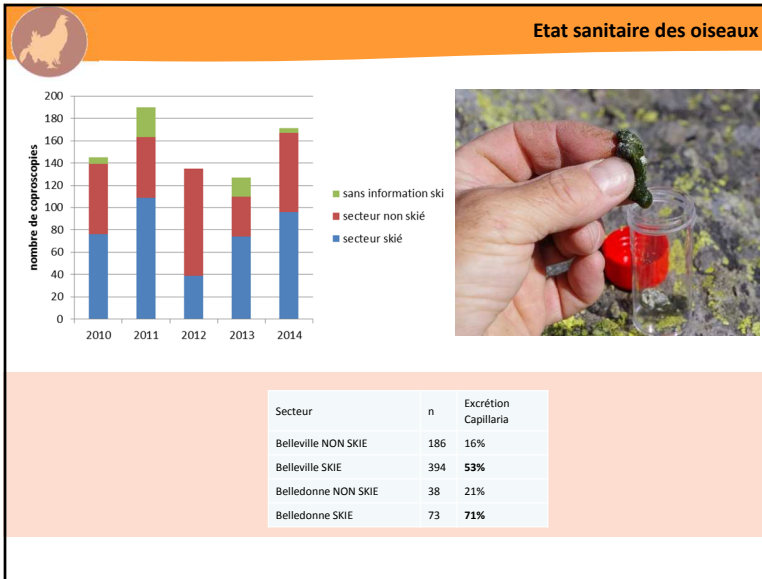 Etat sanitaire des oiseaux
nombre de coproscopies
200
180
160
140
120
100
80
60
40
20
0
2010 2011 2012 2013 2014
sans information ski
secteur non skié
secteur skié
Secteur n Excrétion Capillaria
Belleville NON SKIE 186 16%
Belleville SKIE 394 53%
Belledonne NON SKIE 38 21%
Belledonne SKIE 73 71%